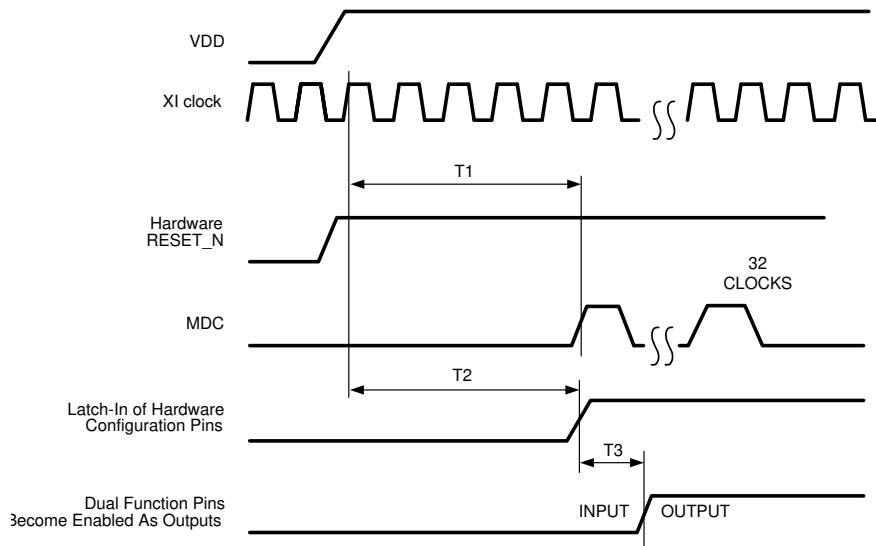 VDD
XI clock
T1
Hardware
RESET_N
32
CLOCKS
MDC
T2
Latch-In of Hardware
Configuration Pins
T3
Dual Function Pins
Become Enabled As Outputs
INPUT
OUTPUT